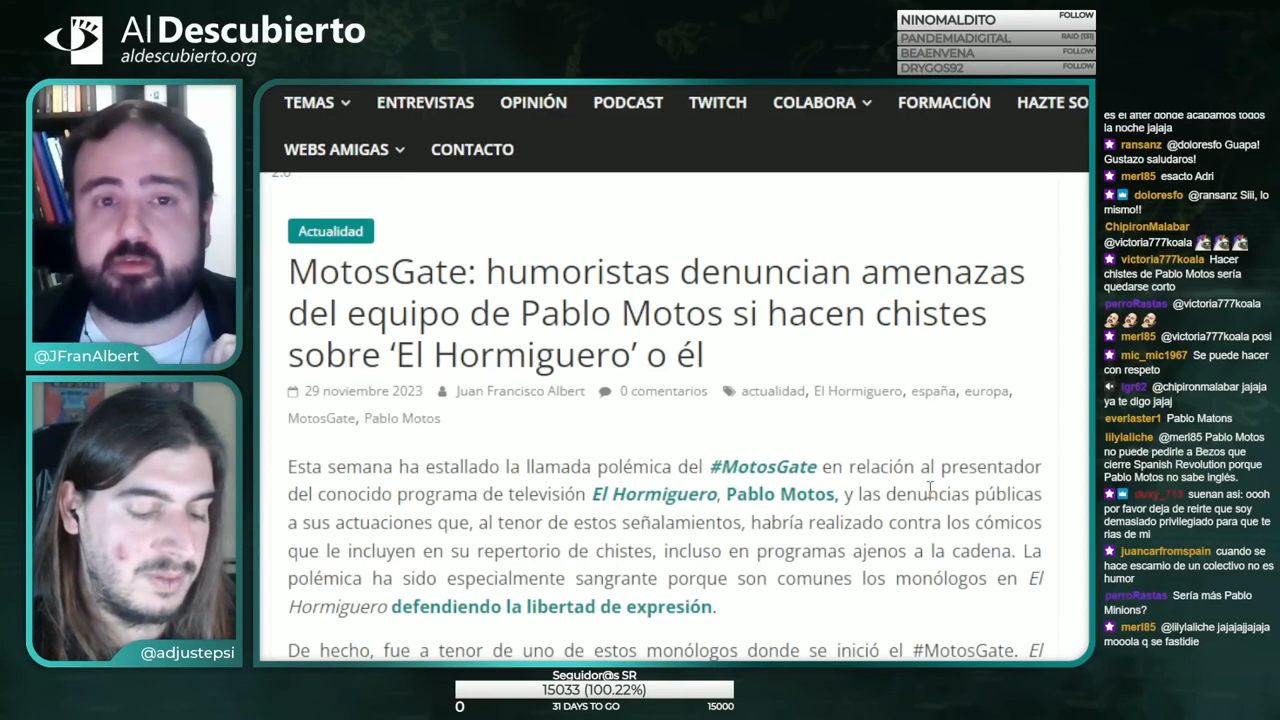 Al Descubierto
aldescubierto.org
NINOMALDITO FOLLOW
PANDEMIADIGITAL RAID (131)
BEAENVENA FOLLOW
DRYGOS92 FOLLOW
@JFranAlbert
@adjustepsi
TEMAS ENTREVISTAS OPINIÓN PODCAST TWITCH COLABORA FORMACIÓN HAZTE SO
WEBS AMIGAS CONTACTO
2.0
Actualidad
MotosGate: humoristas denuncian amenazas
del equipo de Pablo Motos si hacen chistes
sobre ‘El Hormiguero’ o él
29 noviembre 2023 Juan Francisco Albert 0 comentarios actualidad, El Hormiguero, españa, europa,
MotosGate, Pablo Motos
Esta semana ha estallado la llamada polémica del #MotosGate en relación al presentador
del conocido programa de televisión El Hormiguero, Pablo Motos, y las denuncias públicas
a sus actuaciones que, al tenor de estos señalamientos, habría realizado contra los cómicos
que le incluyen en su repertorio de chistes, incluso en programas ajenos a la cadena. La
polémica ha sido especialmente sangrante porque son comunes los monólogos en El
Hormiguero defendiendo la libertad de expresión.
De hecho, fue a tenor de uno de estos monólogos donde se inició el #MotosGate. El
es el after donde acabamos todos
la noche jajaja
ransanz @doloresfo Guapa!
Gustazo saludaros!
merl85 esacto Adri
doloresfo @ransanz Siii, lo
mismo!!
ChipironMalabar
@victoria777koala
victoria777koala Hacer
chistes de Pablo Motos sería
quedarse corto
perroRastas @victoria777koala
merl85 @victoria777koala posi
mic_mic1967 Se puede hacer
con respeto
igr62 @chipironmalabar jajaja
ya te digo jajaj
everlaster1 Pablo Matons
lilylaliche @merl85 Pablo Motos
no puede pedirle a Bezos que
cierre Spanish Revolution porque
Pablo Motos no sabe inglés.
duxy_713 suenan asi: oooh
por favor deja de reirte que soy
demasiado privilegiado para que te
rias de mi
juancarfromspain cuando se
hace escarnio de un colectivo no es
humor
perroRastas Sería más Pablo
Minions?
merl85 @lilylaliche jajajajjajaja
mooola q se fastidie
Seguidor@s SR
15033 (100.22%)
0 31 DAYS TO GO 15000